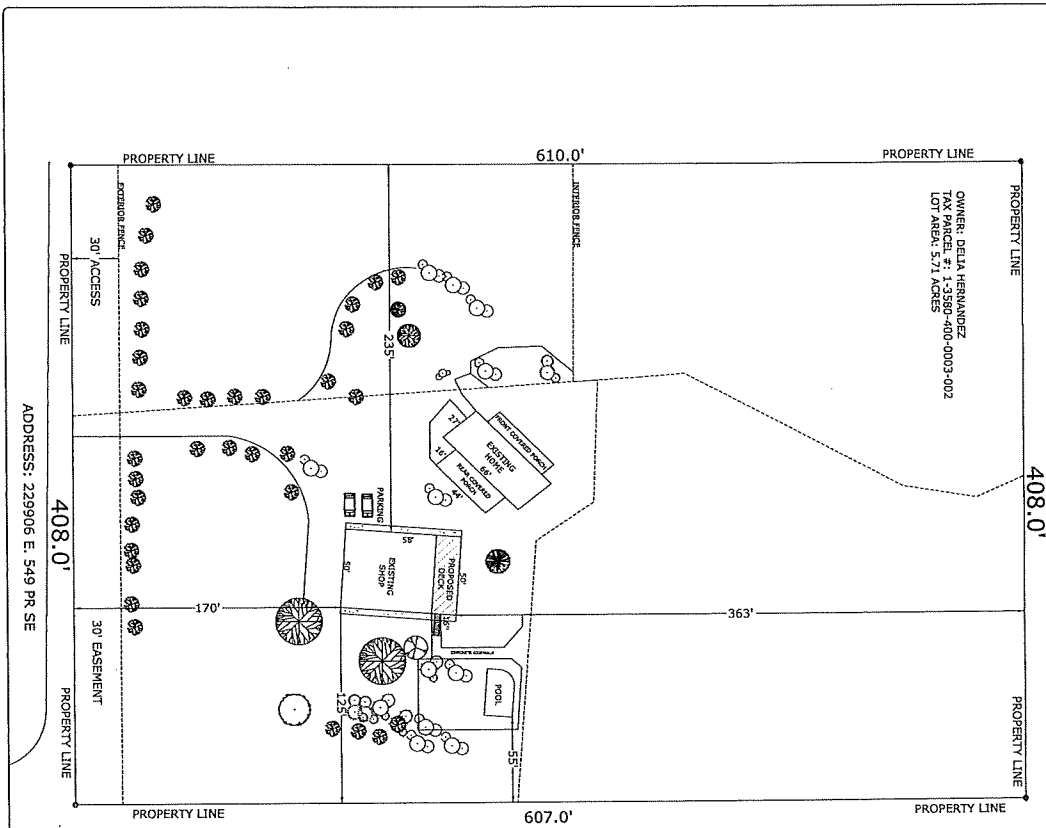 PROPERTY LINE
610.0'
PROPERTY LINE
OWNER: DELIA HERNANDEZ
TAX PARCEL #: 1-3580-400-0003-002
LOT AREA: 5.71 ACRES
PROPERTY LINE
408.0'
PROPERTY LINE
EXTERIOR FENCE
INTERIOR FENCE
30' ACCESS
PROPERTY LINE
235'
FRONT COVERED PORCH
EXISTING
HOME
27'
66'
16'
REAR COVERED
PORCH
44'
PARKING
55'
EXISTING
SHOP
50'
PROPOSED
DECK
50'
170'
363'
POOL
125'
55'
30' EASEMENT
PROPERTY LINE
408.0'
ADDRESS: 229906 E. 549 PR SE
PROPERTY LINE
607.0'
PROPERTY LINE